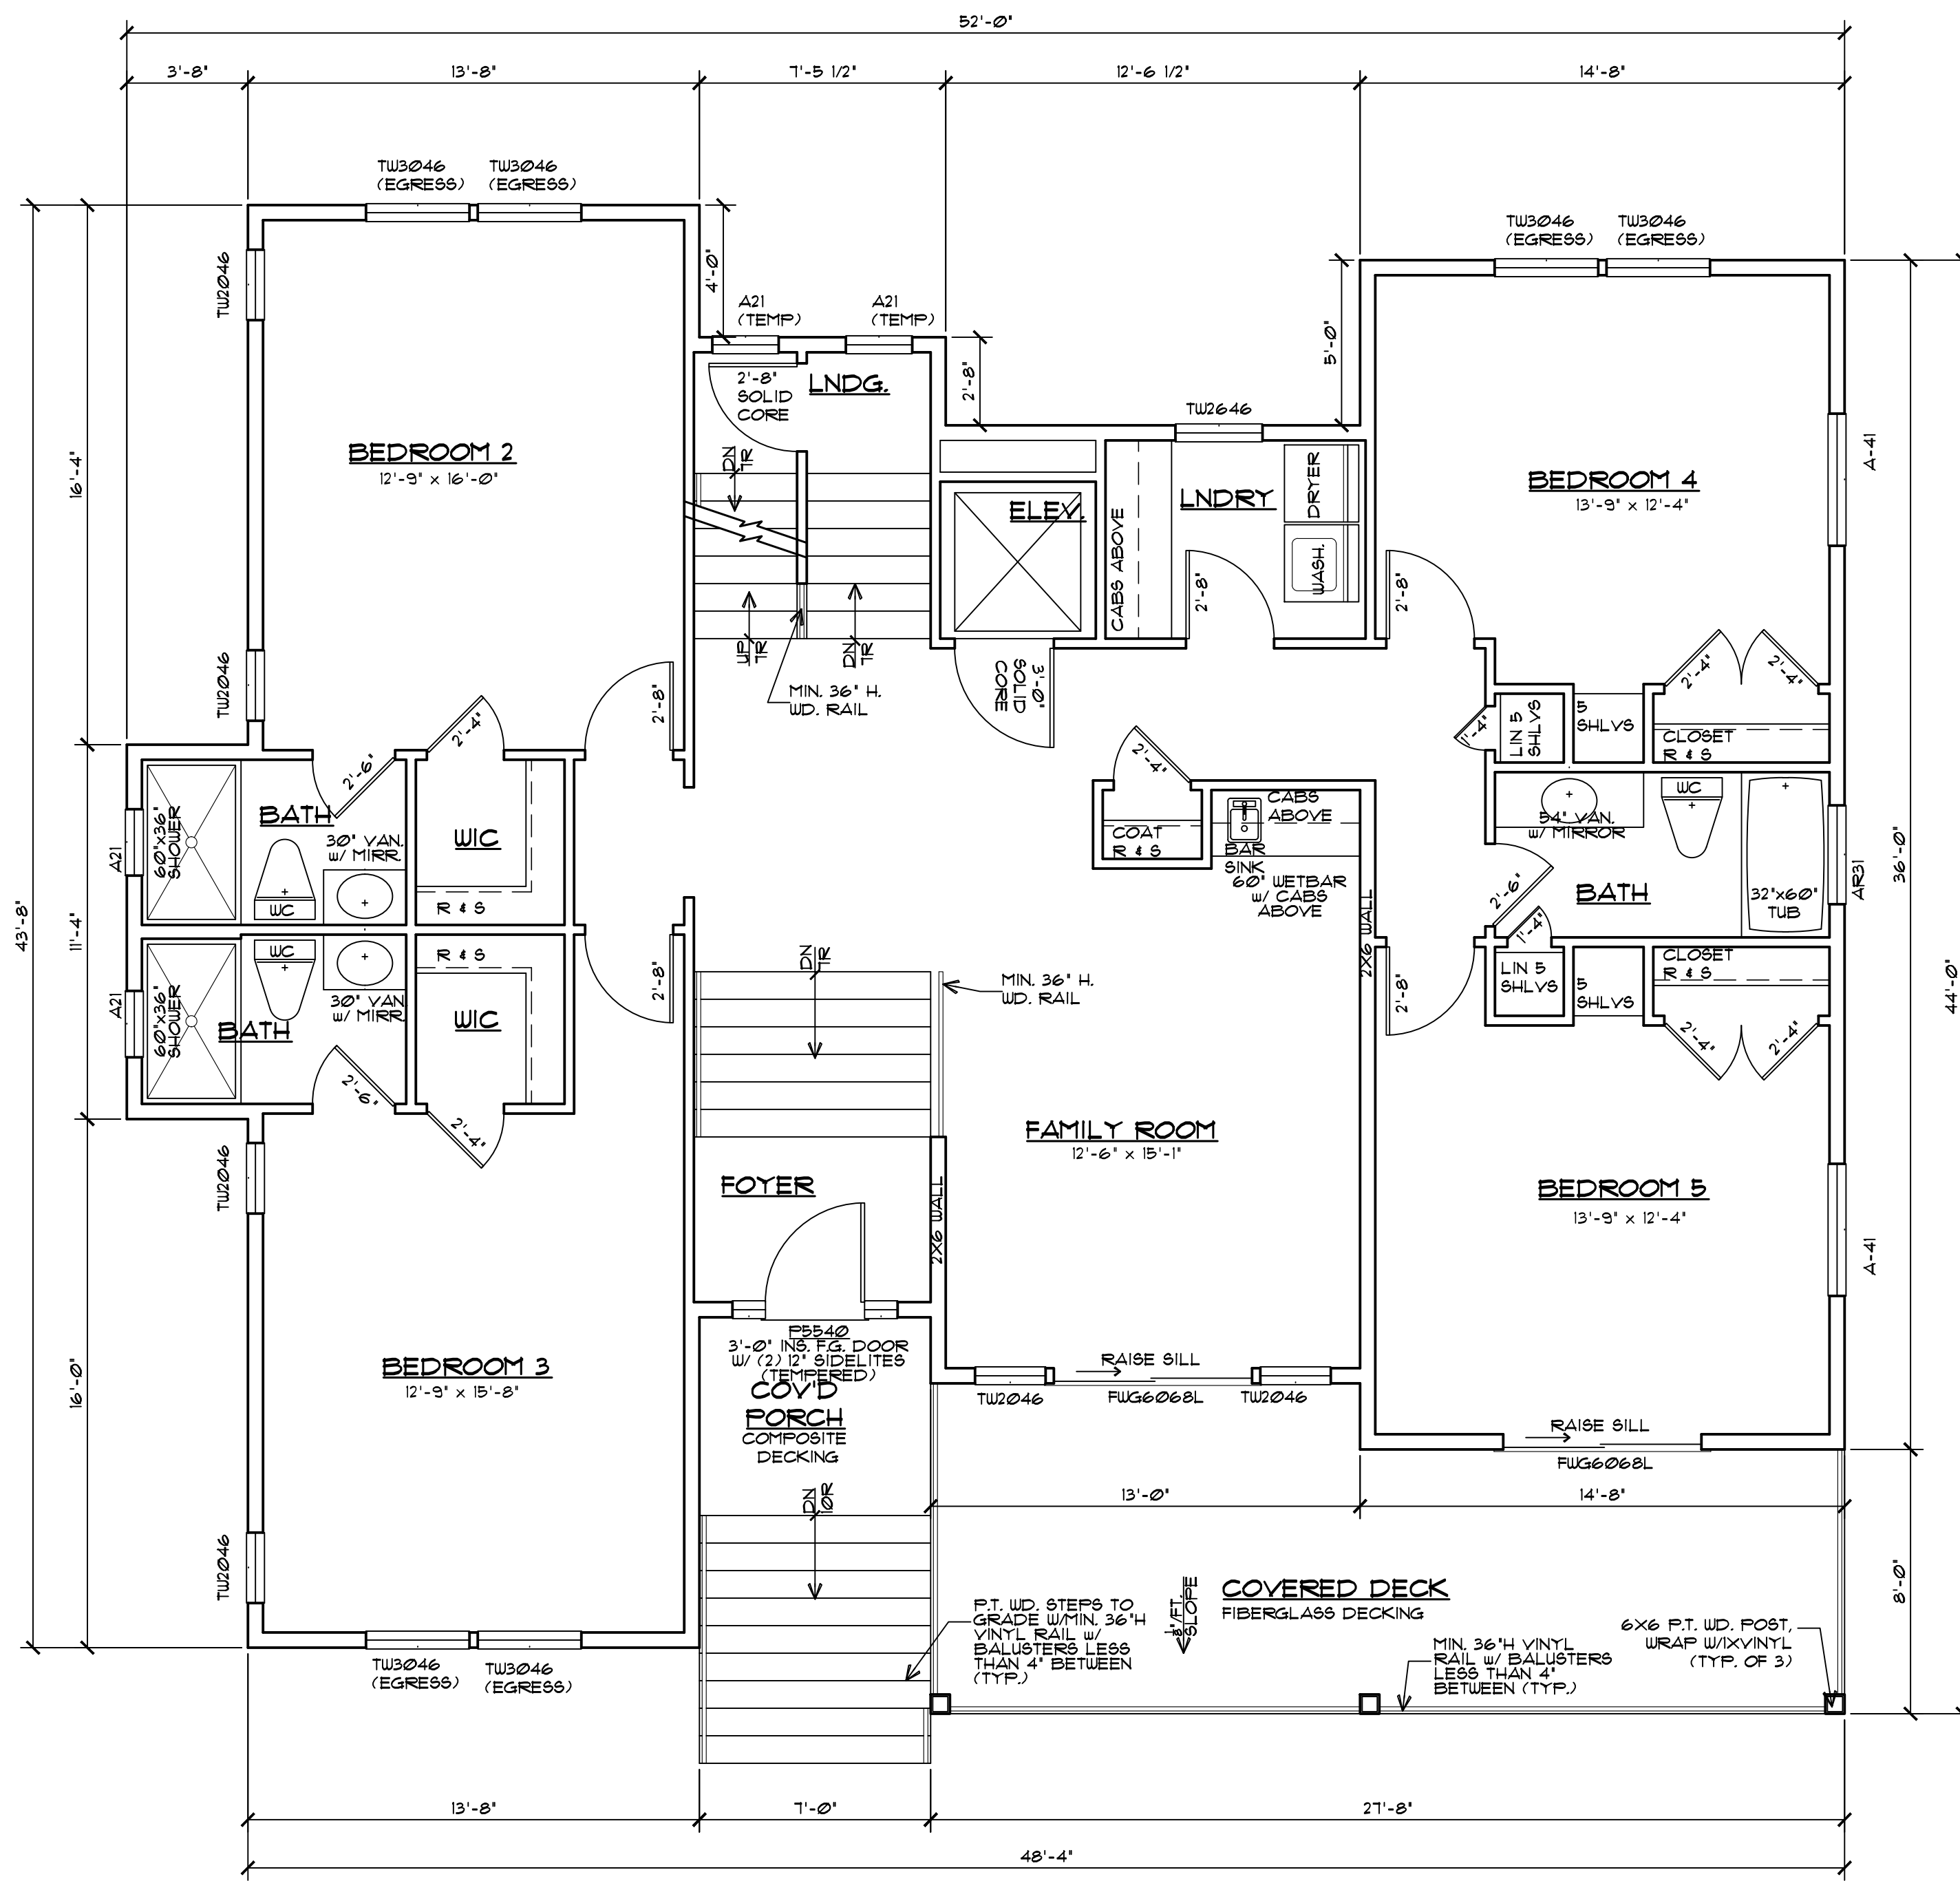 52'-0"
3'-8"
13'-8"
7'-5 1/2"
12'-6 1/2"
14'-8"
TW3046
(EGRESS)
TW3046
(EGRESS)
TW3046
(EGRESS)
TW3046
(EGRESS)
TW2046
4'-0"
A21
(TEMP)
A21
(TEMP)
2'-8"
5'-0"
2'-8"
SOLID
CORE
LNDG.
TW2646
BEDROOM 2
12'-9" x 16'-0"
16'-4"
DN
7R
ELEV.
CABS ABOVE
LNDRY
DRYER
WASH.
A-41
BEDROOM 4
13'-9" x 12'-4"
2'-8"
2'-8"
UP
7R
DN
7R
MIN. 36" H.
WD. RAIL
3'-0"
SOLID
CORE
TW2046
2'-4"
2'-8"
2'-4"
2'-4"
1'-4"
LIN 5
SHLVS
5
SHLVS
CLOSET
R & S
2'-6"
2'-4"
A21
60"x36"
SHOWER
BATH
30" VAN.
w/ MIRR.
WC
WIC
R & S
COAT
R & S
CABS
ABOVE
BAR
SINK
60" WETBAR
w/ CABS
ABOVE
2X6 WALL
54" VAN.
w/ MIRROR
WC
BATH
32"x60"
TUB
AR31
36'-0"
2'-6"
1'-4"
43'-8"
11'-4"
A21
60"x36"
SHOWER
BATH
WC
30" VAN.
w/ MIRR.
R & S
WIC
2'-8"
2'-6"
2'-4"
DN
7R
MIN. 36" H.
WD. RAIL
2'-8"
LIN 5
SHLVS
5
SHLVS
CLOSET
R & S
2'-4"
2'-4"
44'-0"
TW2046
FOYER
2X6 WALL
FAMILY ROOM
12'-6" x 15'-1"
BEDROOM 5
13'-9" x 12'-4"
A-41
16'-0"
BEDROOM 3
12'-9" x 15'-8"
P5540
3'-0" INS. F.G. DOOR
W/ (2) 12" SIDELITES
(TEMPERED)
COV'D
PORCH
COMPOSITE
DECKING
RAISE SILL
TW2046
FWG6068L
TW2046
RAISE SILL
FWG6068L
DN
10R
13'-0"
14'-8"
TW2046
P.T. WD. STEPS TO
GRADE W/MIN. 36"H
VINYL RAIL w/
BALUSTERS LESS
THAN 4" BETWEEN
(TYP.)
SLOPE
COVERED DECK
FIBERGLASS DECKING
MIN. 36"H VINYL
RAIL w/ BALUSTERS
LESS THAN 4"
BETWEEN (TYP.)
6X6 P.T. WD. POST,
WRAP W/1XVINYL
(TYP. OF 3)
8'-0"
TW3046
(EGRESS)
TW3046
(EGRESS)
13'-8"
7'-0"
27'-8"
48'-4"